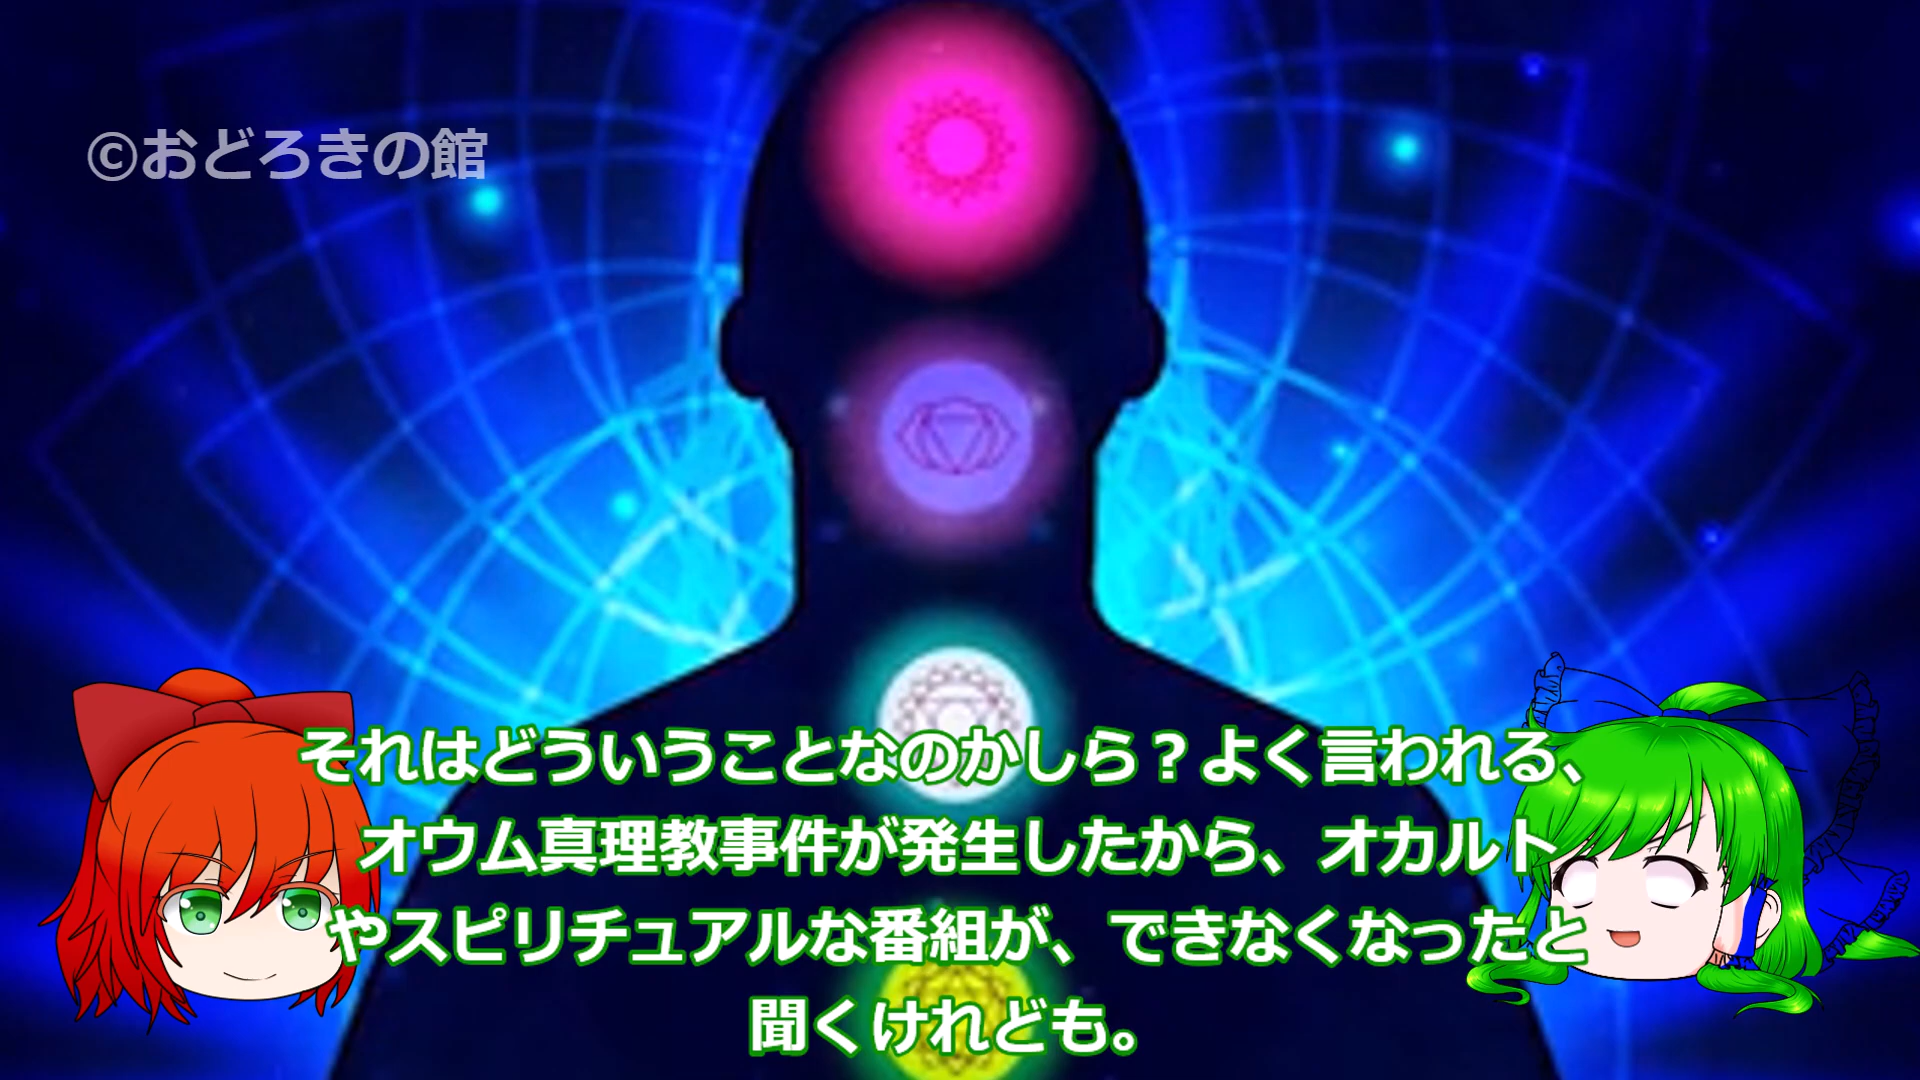 ©おどろきの館
それはどういうことなのかしら？よく言われる、
オウム真理教事件が発生したから、オカルト
やスピリチュアルな番組が、できなくなったと
聞くけれども。